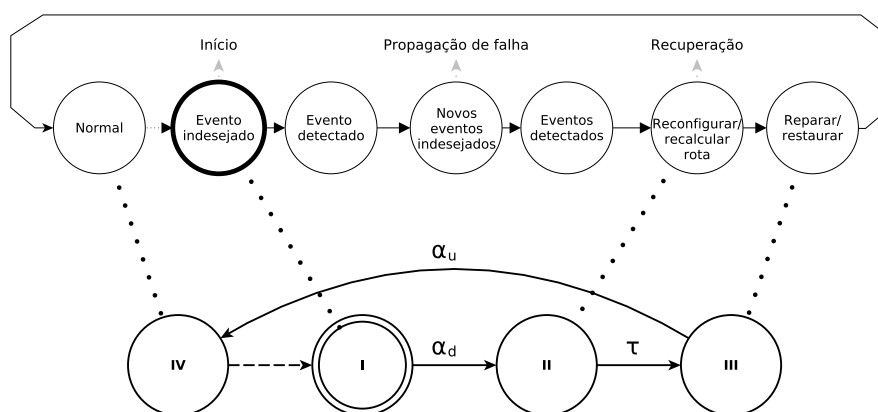 Início
Propagação de falha
Recuperação
Normal
Evento
indesejado
Evento
detectado
Novos
eventos
indesejados
Eventos
detectados
Reconfigurar/
recalcular
rota
Reparar/
restaurar
αu
IV
I
αd
II
τ
III